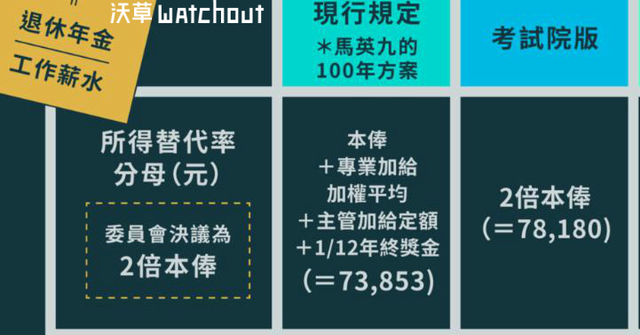 沃草 watchout
=
退休年金
工作薪水
現行規定
＊馬英九的
100年方案
考試院版
所得替代率
分母(元)
委員會決議為
2倍本俸
本俸
＋專業加給
加權平均
＋主管加給定額
＋1/12年終獎金
(＝73,853)
2倍本俸
(＝78,180)